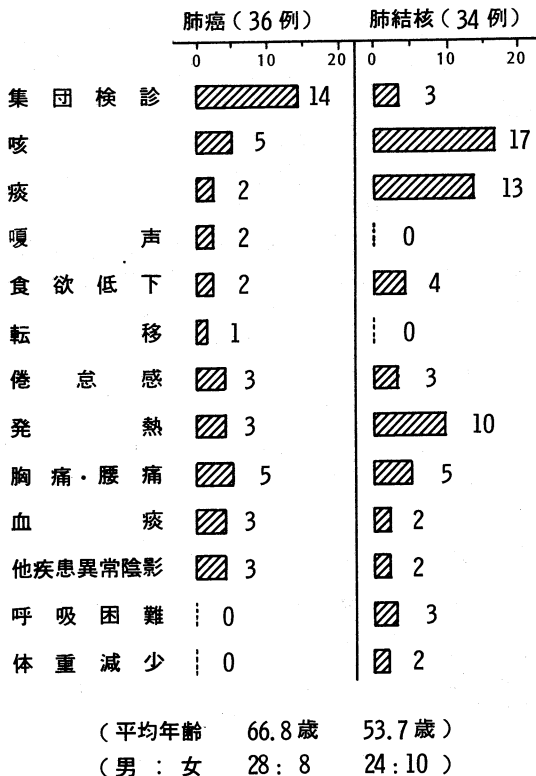 肺癌(36例) 肺結核(34例)
0 10 20 0 10 20
集団検診 14 3
咳 5 17
痰 2 13
嗄声 2 0
食欲低下 2 4
転移 1 0
倦怠感 3 3
発熱 3 10
胸痛・腰痛 5 5
血痰 3 2
他疾患異常陰影 3 2
呼吸困難 0 3
体重減少 0 2
(平均年齢 66.8歳 53.7歳)
(男:女 28:8 24:10)